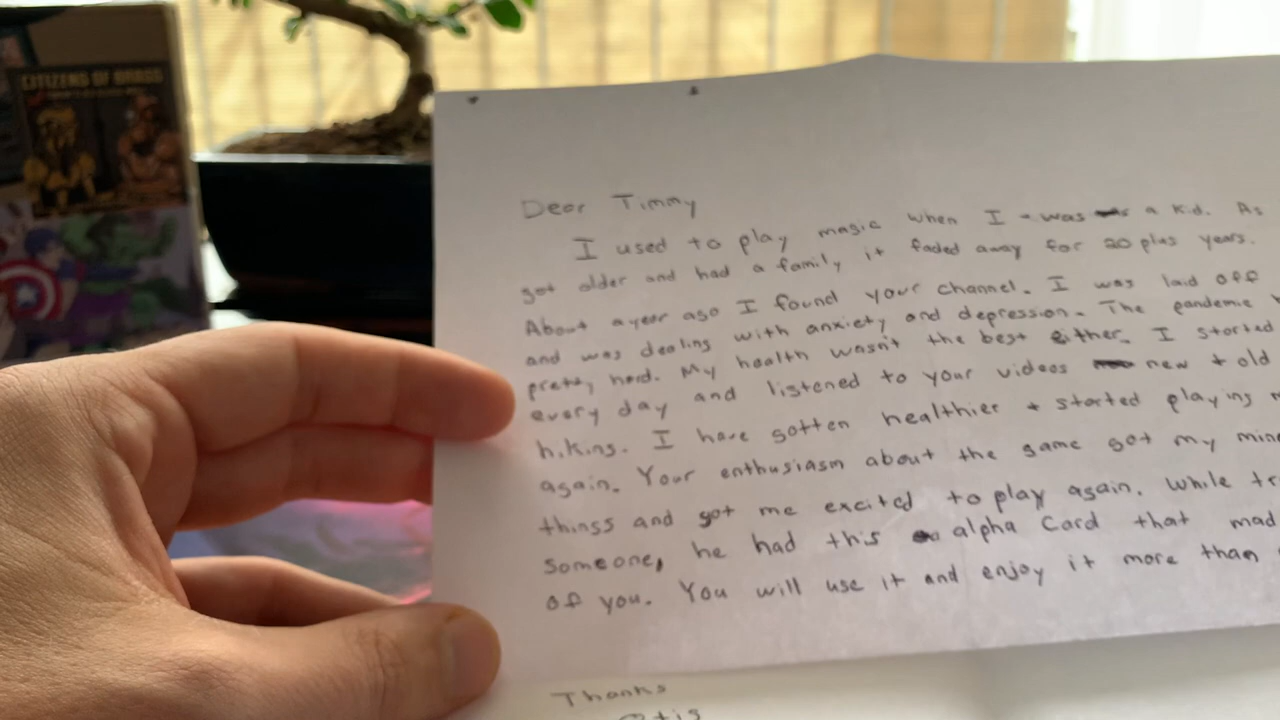 CITIZENS OF BRASS
Dear Timmy
I used to play magic when I was a kid. As
got older and had a family it faded away for 20 plus years.
About a year ago I found your channel. I was laid off
and was dealing with anxiety and depression. The pandemic
pretty hard. My health wasn't the best either. I started
every day and listened to your videos new + old
hiking. I have gotten healthier + started playing
again. Your enthusiasm about the game got my
things and got me excited to play again. While
someone, he had this alpha Card that
of you. You will use it and enjoy it more than
Thanks
Otis